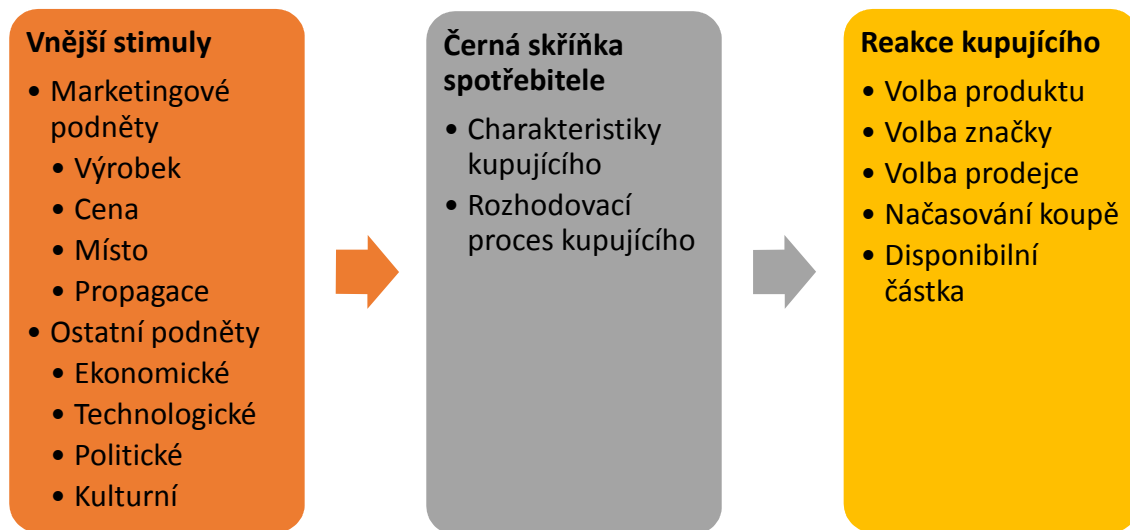 Vnější stimuly
• Marketingové
podněty
• Výrobek
• Cena
• Místo
• Propagace
• Ostatní podněty
• Ekonomické
• Technologické
• Politické
• Kulturní
Černá skříňka
spotřebitele
• Charakteristiky
kupujícího
• Rozhodovací
proces kupujícího
Reakce kupujícího
• Volba produktu
• Volba značky
• Volba prodejce
• Načasování koupě
• Disponibilní
částka